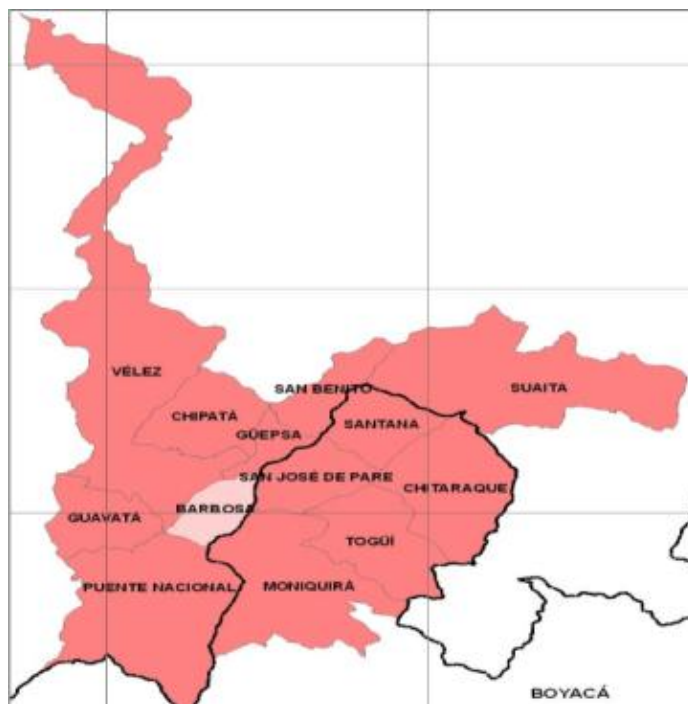 VÉLEZ
SAN BENITO
SUAITA
CHIPATÁ
SANTANA
GÜEPSA
SAN JOSÉ DE PARE
CHITARAQUE
BARBOSA
GUAVATÁ
TOGÜÍ
PUENTE NACIONAL
MONIQUIRÁ
BOYACÁ